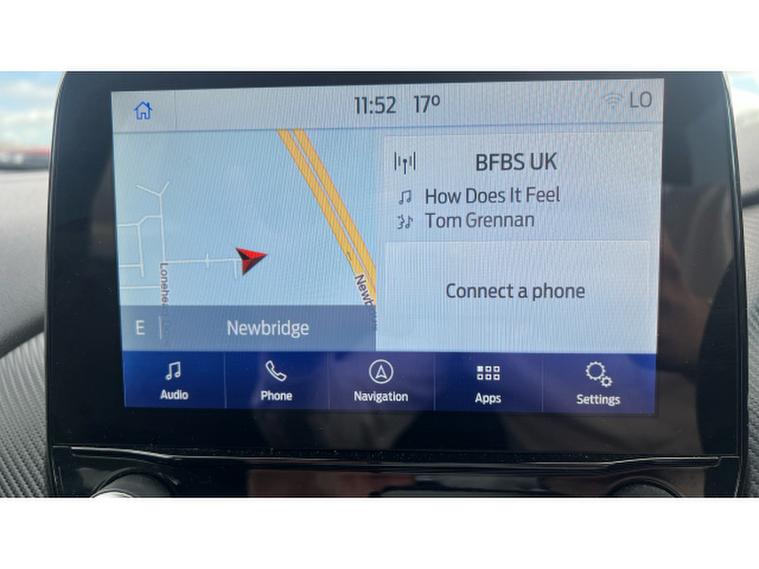 11:52 17º LO
BFBS UK
How Does It Feel
Tom Grennan
Connect a phone
E Newbridge
Audio Phone Navigation Apps Settings